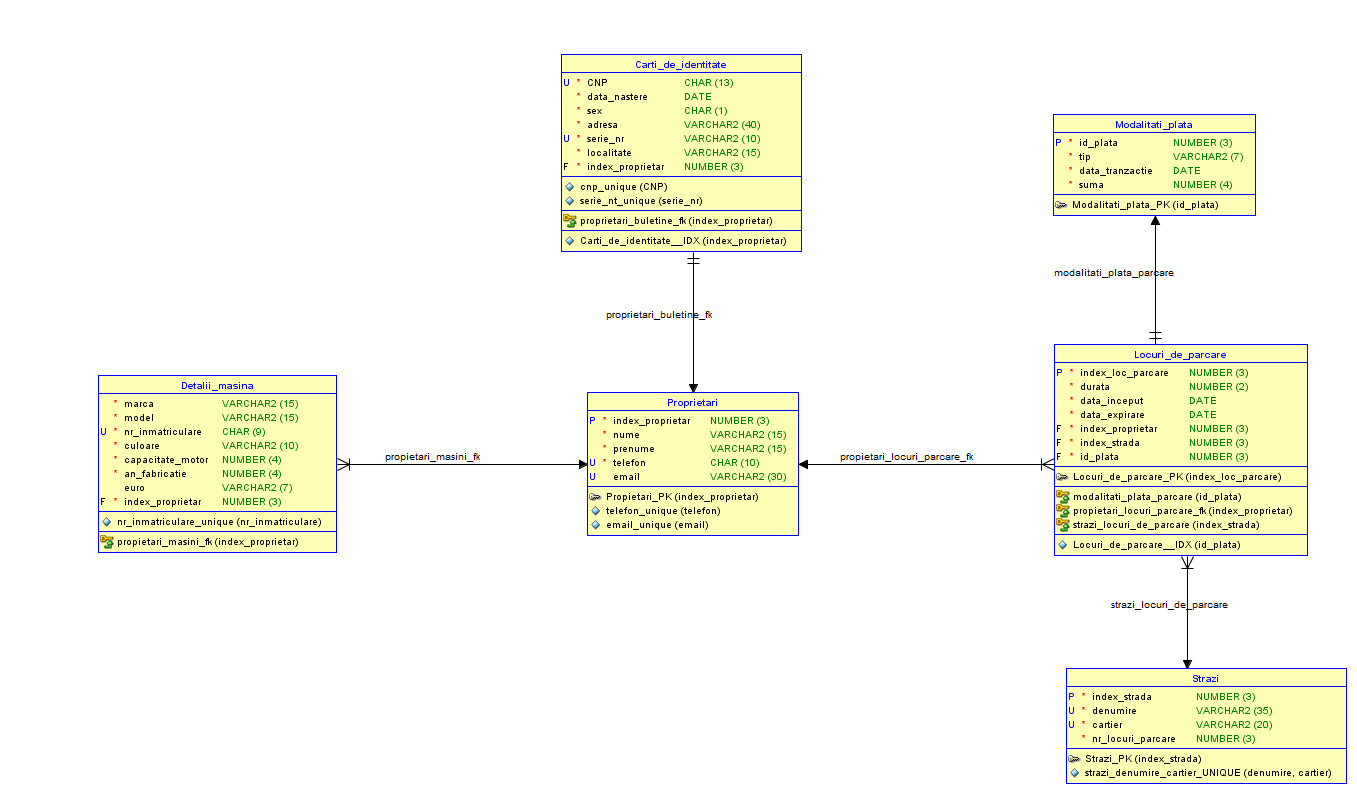 Carti_de_identitate
U * CNP CHAR (13)
* data_nastere DATE
* sex CHAR (1)
* adresa VARCHAR2 (40)
U * serie_nr VARCHAR2 (10)
* localitate VARCHAR2 (15)
F * index_proprietar NUMBER (3)
cnp_unique (CNP)
serie_nt_unique (serie_nr)
proprietari_buletine_fk (index_proprietar)
Carti_de_identitate__IDX (index_proprietar)
Modalitati_plata
P * id_plata NUMBER (3)
* tip VARCHAR2 (7)
* data_tranzactie DATE
* suma NUMBER (4)
Modalitati_plata_PK (id_plata)
modalitati_plata_parcare
proprietari_buletine_fk
Detalii_masina
* marca VARCHAR2 (15)
* model VARCHAR2 (15)
U * nr_inmatriculare CHAR (9)
* culoare VARCHAR2 (10)
* capacitate_motor NUMBER (4)
* an_fabricatie NUMBER (4)
euro VARCHAR2 (7)
F * index_proprietar NUMBER (3)
nr_inmatriculare_unique (nr_inmatriculare)
propietari_masini_fk (index_proprietar)
propietari_masini_fk
Proprietari
P * index_proprietar NUMBER (3)
* nume VARCHAR2 (15)
* prenume VARCHAR2 (15)
U * telefon CHAR (10)
U email VARCHAR2 (30)
Propietari_PK (index_proprietar)
telefon_unique (telefon)
email_unique (email)
propietari_locuri_parcare_fk
Locuri_de_parcare
P * index_loc_parcare NUMBER (3)
* durata NUMBER (2)
* data_inceput DATE
* data_expirare DATE
F * index_proprietar NUMBER (3)
F * index_strada NUMBER (3)
F * id_plata NUMBER (3)
Locuri_de_parcare_PK (index_loc_parcare)
modalitati_plata_parcare (id_plata)
propietari_locuri_parcare_fk (index_proprietar)
strazi_locuri_de_parcare (index_strada)
Locuri_de_parcare__IDX (id_plata)
strazi_locuri_de_parcare
Strazi
P * index_strada NUMBER (3)
U * denumire VARCHAR2 (35)
U * cartier VARCHAR2 (20)
* nr_locuri_parcare NUMBER (3)
Strazi_PK (index_strada)
strazi_denumire_cartier_UNIQUE (denumire, cartier)